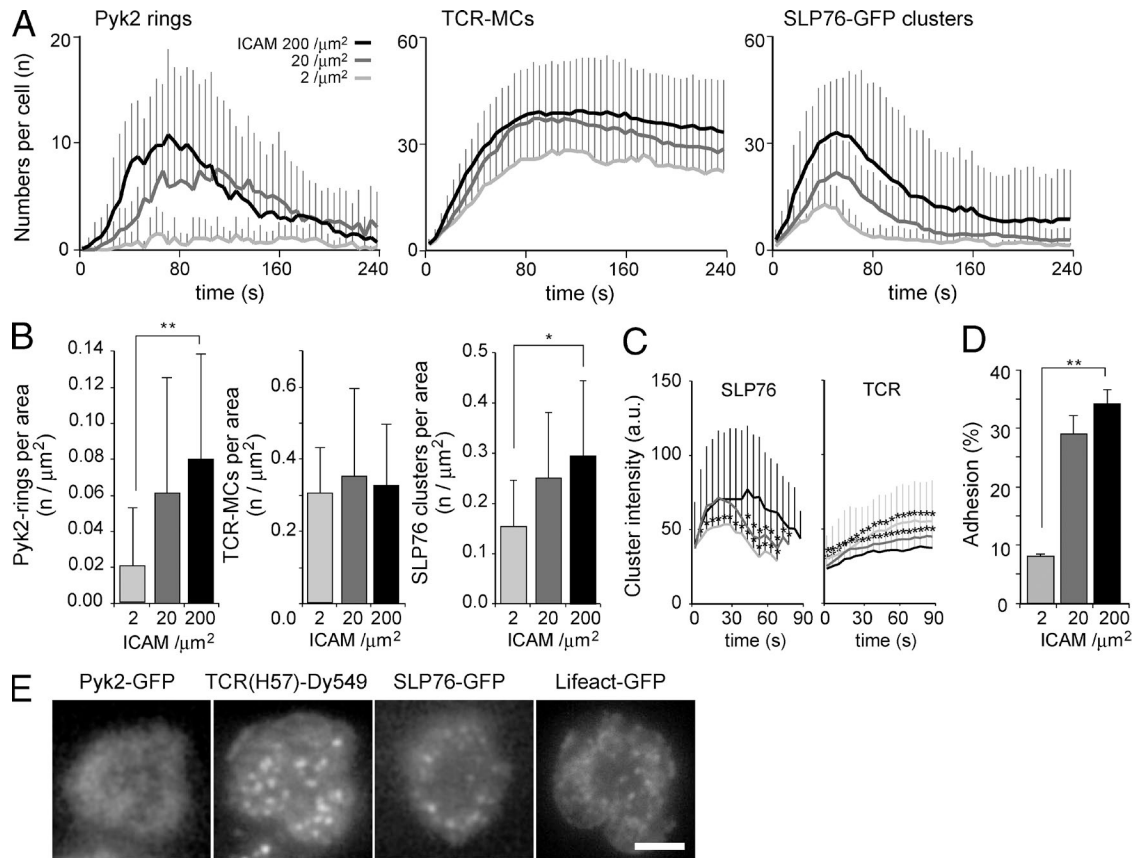 A
Pyk2 rings
TCR-MCs
SLP76-GFP clusters
ICAM 200 /μm²
20 /μm²
2 /μm²
Numbers per cell (n)
20
10
0
0 80 160 240
time (s)
60
30
0
0 80 160 240
time (s)
60
30
0
0 80 160 240
time (s)
B
Pyk2-rings per area
(n / μm²)
0.14
0.12
0.1
0.08
0.06
0.04
0.02
0.00
**
2 20 200
ICAM /μm²
TCR-MCs per area
(n / μm²)
0.6
0.4
0.2
0.0
2 20 200
ICAM /μm²
SLP76 clusters per area
(n / μm²)
0.5
0.4
0.3
0.2
0.1
0
*
2 20 200
ICAM /μm²
C
Cluster intensity (a.u.)
150
100
50
0
SLP76
TCR
0 30 60 90
time (s)
0 30 60 90
time (s)
D
Adhesion (%)
30
20
10
0
**
2 20 200
ICAM /μm²
E
Pyk2-GFP
TCR(H57)-Dy549
SLP76-GFP
Lifeact-GFP